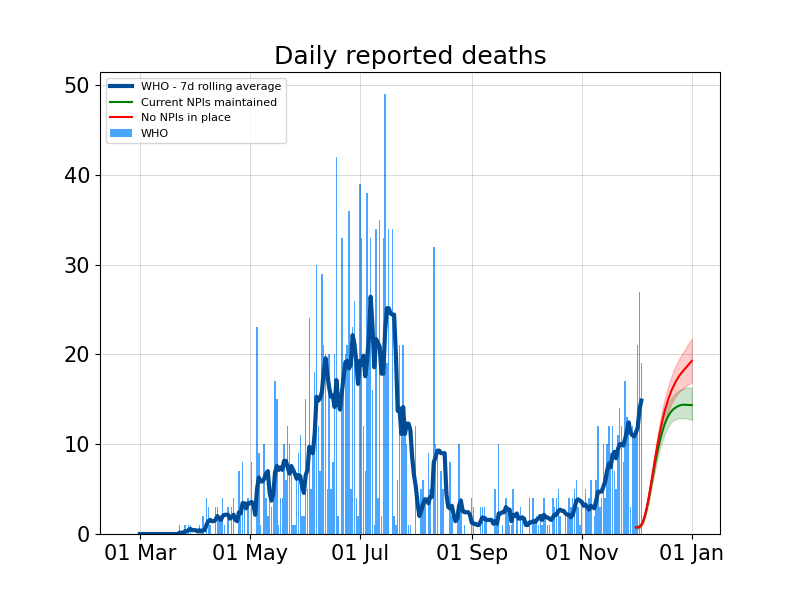 Daily reported deaths
WHO - 7d rolling average
Current NPIs maintained
No NPIs in place
WHO
50
40
30
20
10
0
01 Mar 01 May 01 Jul 01 Sep 01 Nov 01 Jan